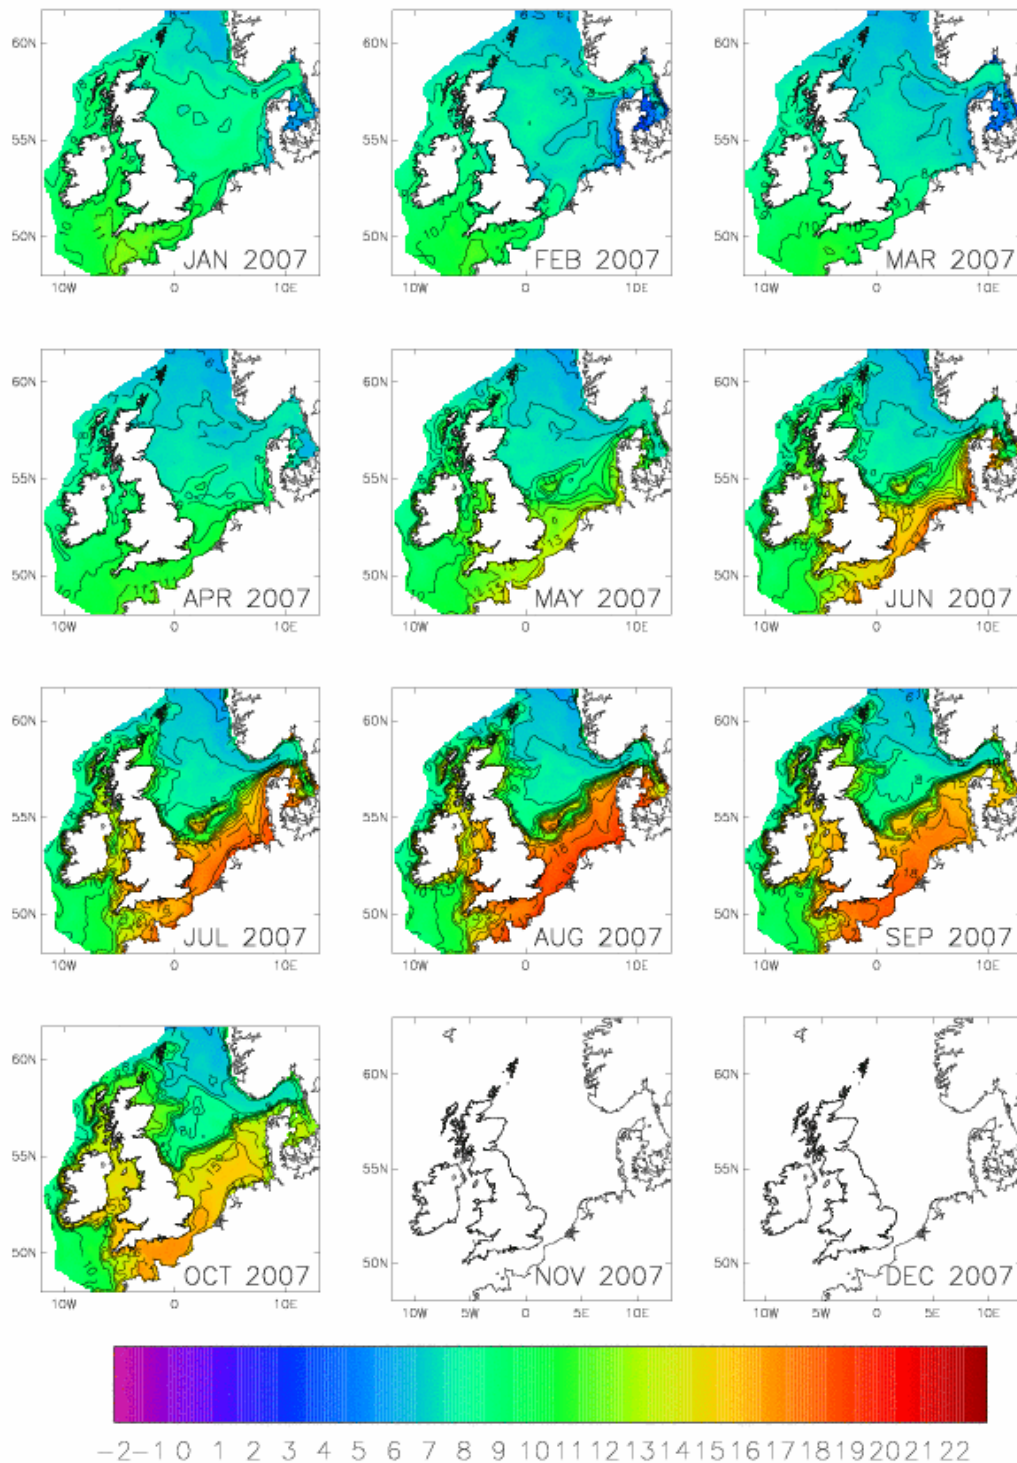 60N
55N
50N
10W 0 10E
JAN 2007
FEB 2007
10W 0 10E
60N
55N
50N
MAR 2007
10W 0 10E
60N
55N
50N
60N
55N
50N
APR 2007
10W 0 10E
60N
55N
50N
MAY 2007
10W 0 10E
60N
55N
50N
JUN 2007
10W 0 10E
60N
55N
50N
JUL 2007
10W 0 10E
60N
55N
50N
AUG 2007
10W 0 10E
60N
55N
50N
SEP 2007
10W 0 10E
60N
55N
50N
OCT 2007
10W 0 10E
60N
55N
50N
NOV 2007
10W 5W 0 5E 10E
60N
55N
50N
DEC 2007
10W 5W 0 5E 10E
-2 -1 0 1 2 3 4 5 6 7 8 9 10 11 12 13 14 15 16 17 18 19 20 21 22